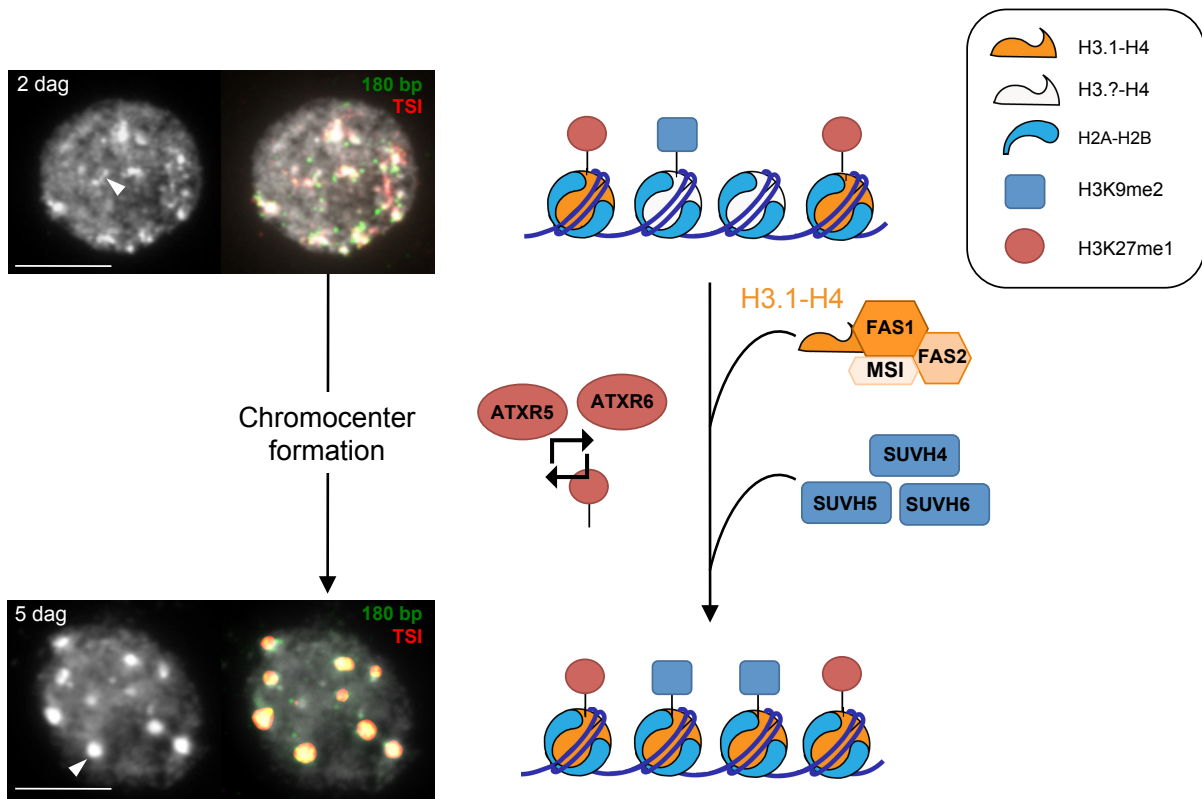 2 dag
180 bp
TSI
H3.1-H4
H3.?-H4
H2A-H2B
H3K9me2
H3K27me1
H3.1-H4
FAS1
FAS2
MSI
ATXR5
ATXR6
Chromocenter
formation
SUVH4
SUVH5
SUVH6
5 dag
180 bp
TSI